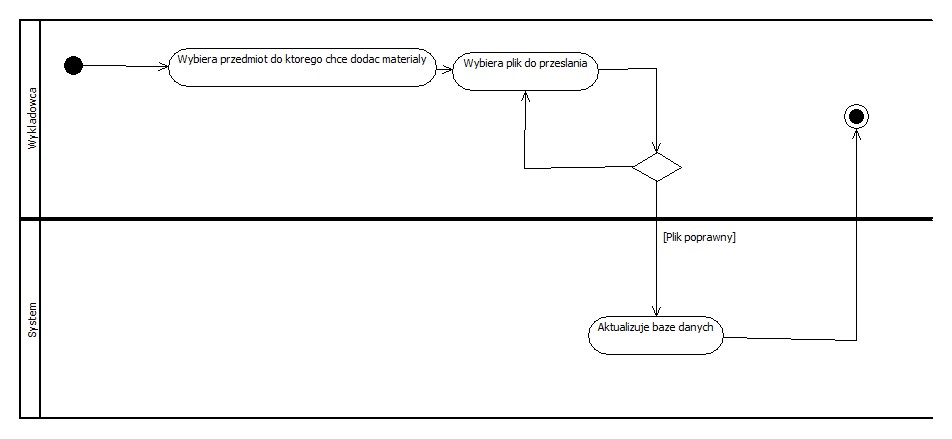 Wykladowca
Wybiera przedmiot do ktorego chce dodac materialy
Wybiera plik do przeslania
[Plik poprawny]
System
Aktualizuje baze danych